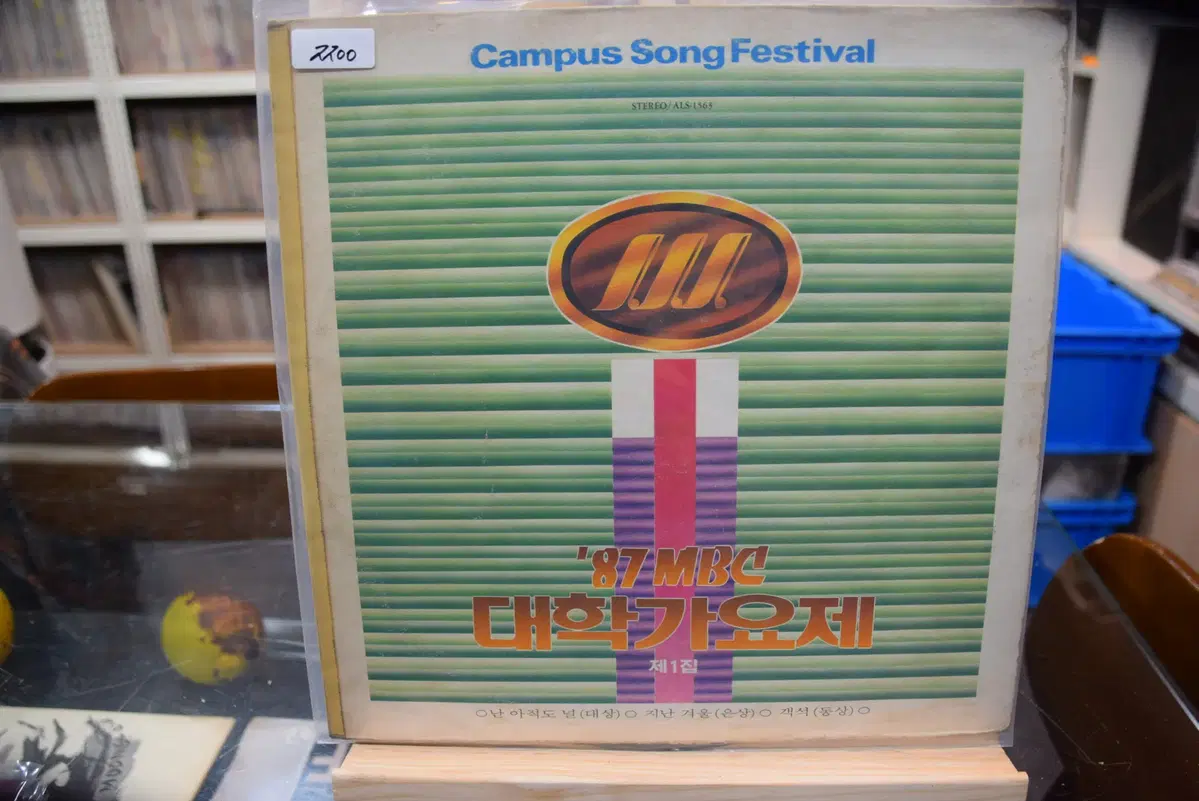 2200
Campus Song Festival
STEREO/ALS-1565
'87 MBC
대학가요제
제1집
○난 아직도 널(대상)○ 지난 겨울(은상)○ 객석(동상)○